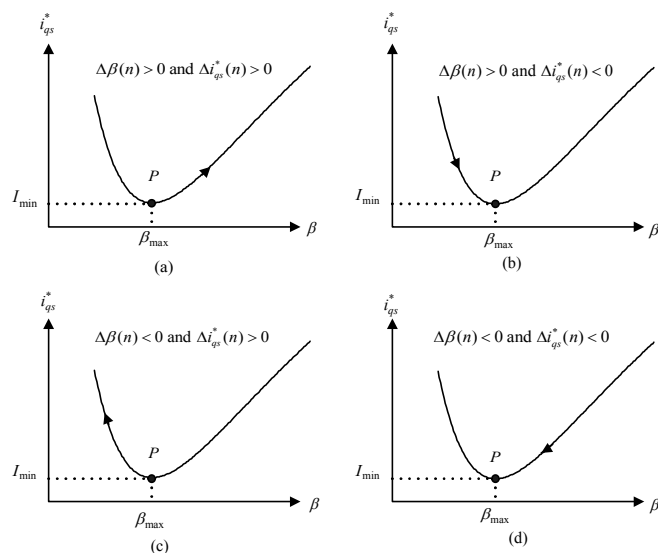 i*qs i*qs
Δβ(n) > 0 and Δi*qs(n) > 0 Δβ(n) > 0 and Δi*qs(n) < 0
P P
Imin Imin
βmax β βmax β
(a) (b)
i*qs i*qs
Δβ(n) < 0 and Δi*qs(n) > 0 Δβ(n) < 0 and Δi*qs(n) < 0
P P
Imin Imin
βmax β βmax β
(c) (d)